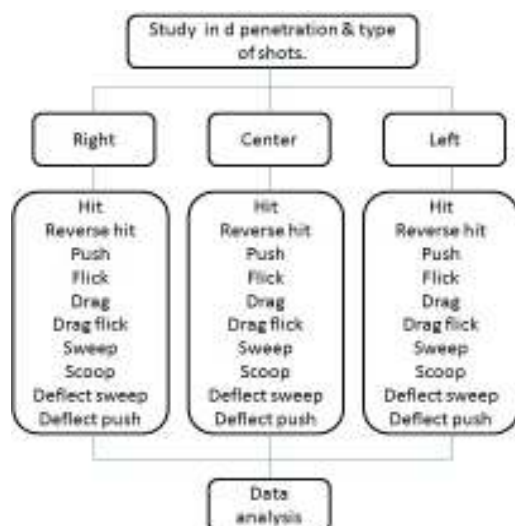 Study in d penetration & type
of shots.
Right
Center
Left
Hit
Reverse hit
Push
Flick
Drag
Drag flick
Sweep
Scoop
Deflect sweep
Deflect push
Hit
Reverse hit
Push
Flick
Drag
Drag flick
Sweep
Scoop
Deflect sweep
Deflect push
Hit
Reverse hit
Push
Flick
Drag
Drag flick
Sweep
Scoop
Deflect sweep
Deflect push
Data
analysis